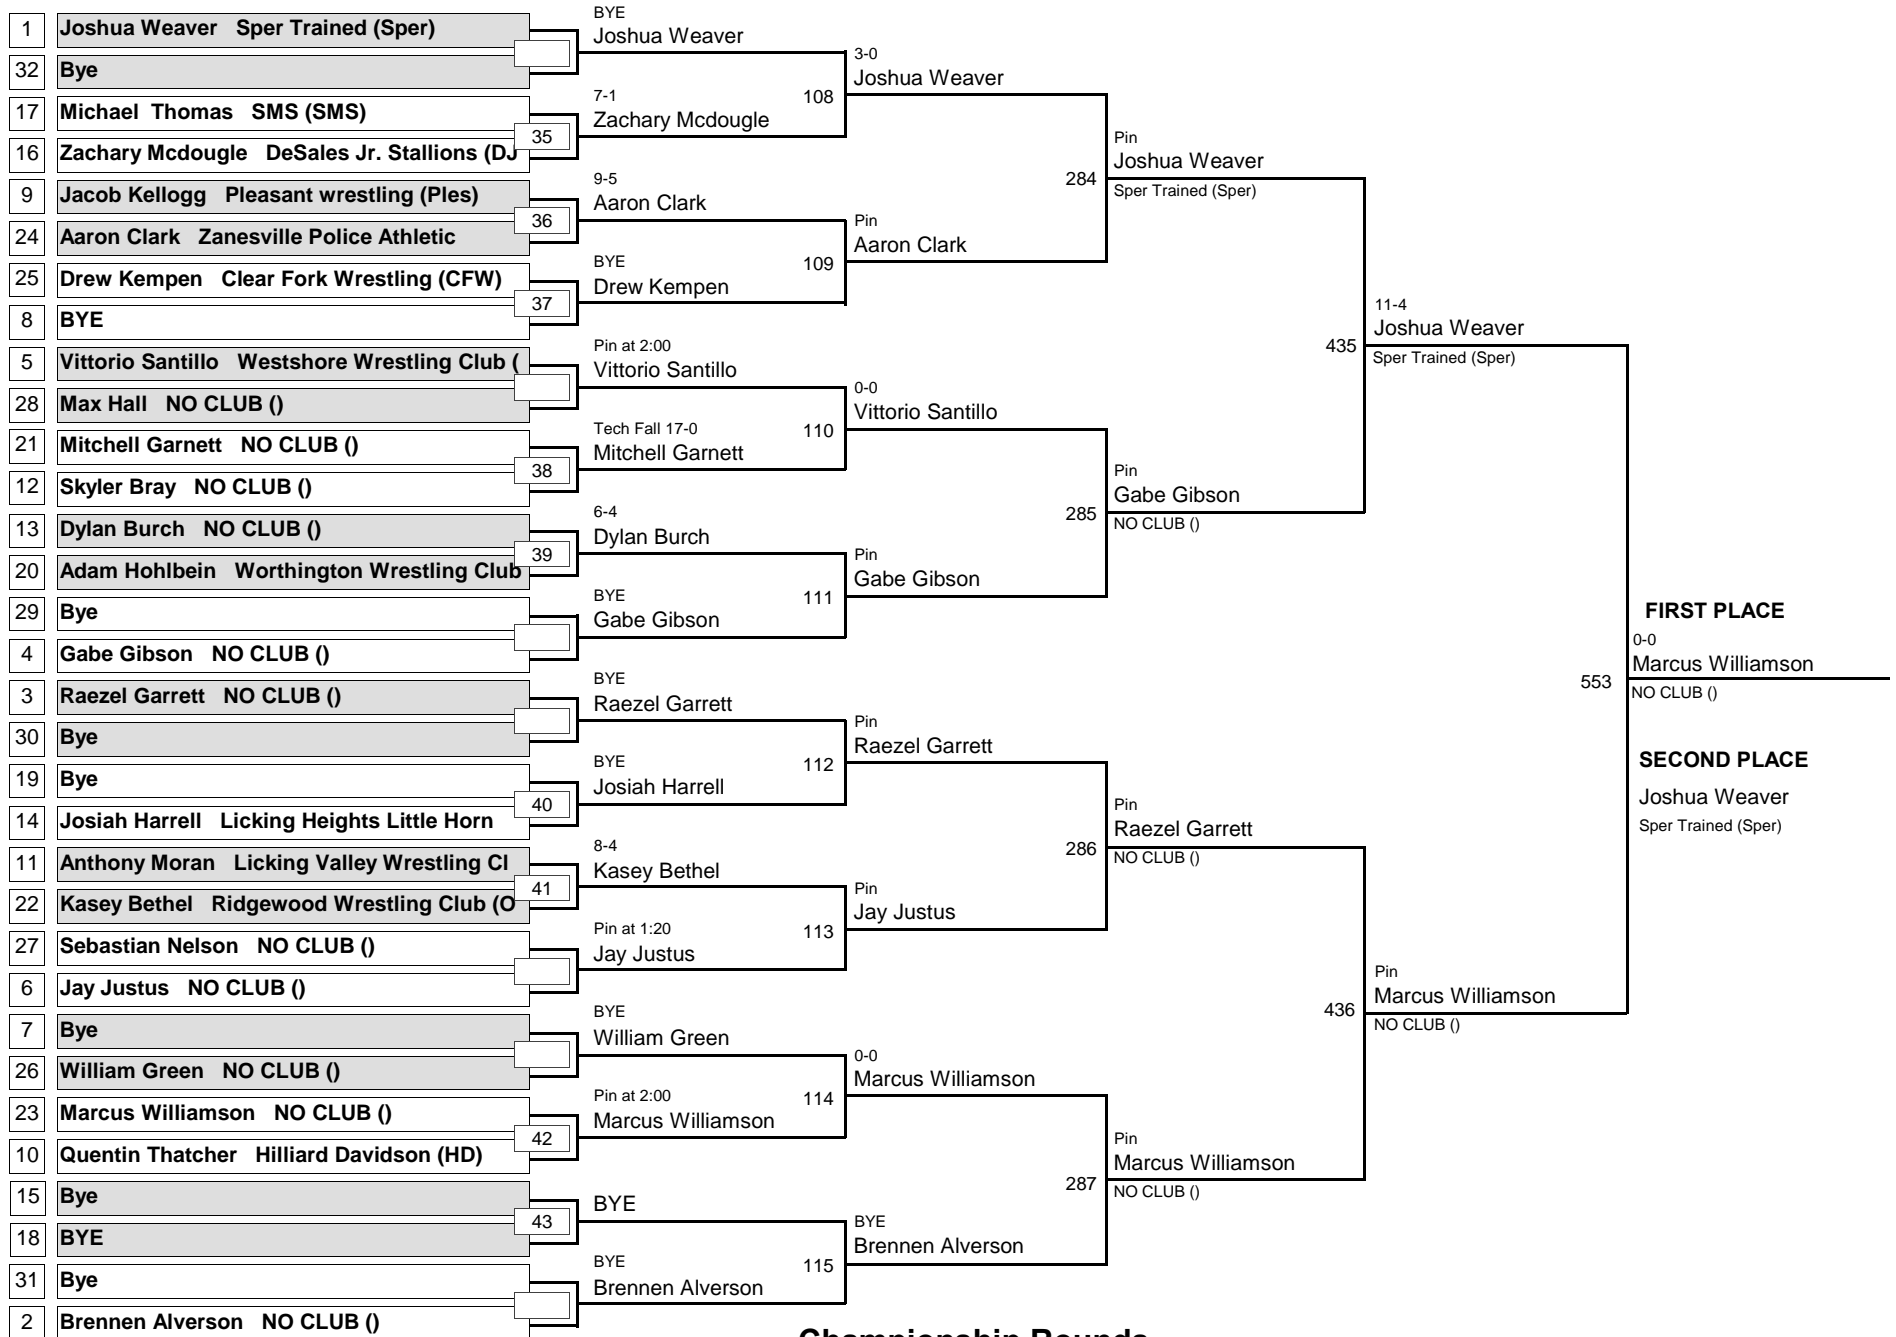 1 Joshua Weaver Sper Trained (Sper)
32 Bye
17 Michael Thomas SMS (SMS)
16 Zachary Mcdougle DeSales Jr. Stallions (DJ
9 Jacob Kellogg Pleasant wrestling (Ples)
24 Aaron Clark Zanesville Police Athletic
25 Drew Kempen Clear Fork Wrestling (CFW)
8 BYE
5 Vittorio Santillo Westshore Wrestling Club (
28 Max Hall NO CLUB ()
21 Mitchell Garnett NO CLUB ()
12 Skyler Bray NO CLUB ()
13 Dylan Burch NO CLUB ()
20 Adam Hohlbein Worthington Wrestling Club
29 Bye
4 Gabe Gibson NO CLUB ()
3 Raezel Garrett NO CLUB ()
30 Bye
19 Bye
14 Josiah Harrell Licking Heights Little Horn
11 Anthony Moran Licking Valley Wrestling Cl
22 Kasey Bethel Ridgewood Wrestling Club (O
27 Sebastian Nelson NO CLUB ()
6 Jay Justus NO CLUB ()
7 Bye
26 William Green NO CLUB ()
23 Marcus Williamson NO CLUB ()
10 Quentin Thatcher Hilliard Davidson (HD)
15 Bye
18 BYE
31 Bye
2 Brennen Alverson NO CLUB ()
35
36
37
38
39
40
41
42
43
BYE
Joshua Weaver
7-1
Zachary Mcdougle
9-5
Aaron Clark
BYE
Drew Kempen
Pin at 2:00
Vittorio Santillo
Tech Fall 17-0
Mitchell Garnett
6-4
Dylan Burch
BYE
Gabe Gibson
BYE
Raezel Garrett
BYE
Josiah Harrell
8-4
Kasey Bethel
Pin at 1:20
Jay Justus
BYE
William Green
Pin at 2:00
Marcus Williamson
BYE
BYE
Brennen Alverson
108
109
110
111
112
113
114
115
3-0
Joshua Weaver
Pin
Aaron Clark
0-0
Vittorio Santillo
Pin
Gabe Gibson
Pin
Raezel Garrett
Pin
Jay Justus
0-0
Marcus Williamson
BYE
Brennen Alverson
284
285
286
287
Pin
Joshua Weaver
Sper Trained (Sper)
Pin
Gabe Gibson
NO CLUB ()
Pin
Raezel Garrett
NO CLUB ()
Pin
Marcus Williamson
NO CLUB ()
435
436
11-4
Joshua Weaver
Sper Trained (Sper)
Pin
Marcus Williamson
NO CLUB ()
553
FIRST PLACE
0-0
Marcus Williamson
NO CLUB ()
SECOND PLACE
Joshua Weaver
Sper Trained (Sper)
Championship Rounds